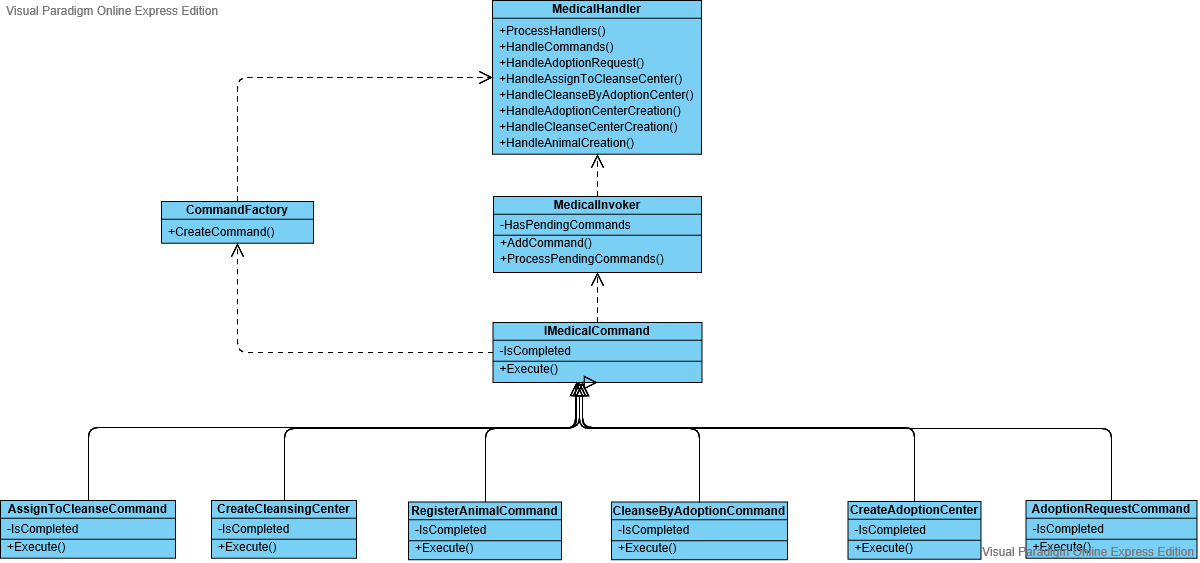 Visual Paradigm Online Express Edition
MedicalHandler
+ProcessHandlers()
+HandleCommands()
+HandleAdoptionRequest()
+HandleAssignToCleanseCenter()
+HandleCleanseByAdoptionCenter()
+HandleAdoptionCenterCreation()
+HandleCleanseCenterCreation()
+HandleAnimalCreation()
CommandFactory
+CreateCommand()
MedicalInvoker
-HasPendingCommands
+AddCommand()
+ProcessPendingCommands()
IMedicalCommand
-IsCompleted
+Execute()
AssignToCleanseCommand
-IsCompleted
+Execute()
CreateCleansingCenter
-IsCompleted
+Execute()
RegisterAnimalCommand
-IsCompleted
+Execute()
CleanseByAdoptionCommand
-IsCompleted
+Execute()
CreateAdoptionCenter
-IsCompleted
+Execute()
AdoptionRequestCommand
-IsCompleted
+Execute()
Visual Paradigm Online Express Edition